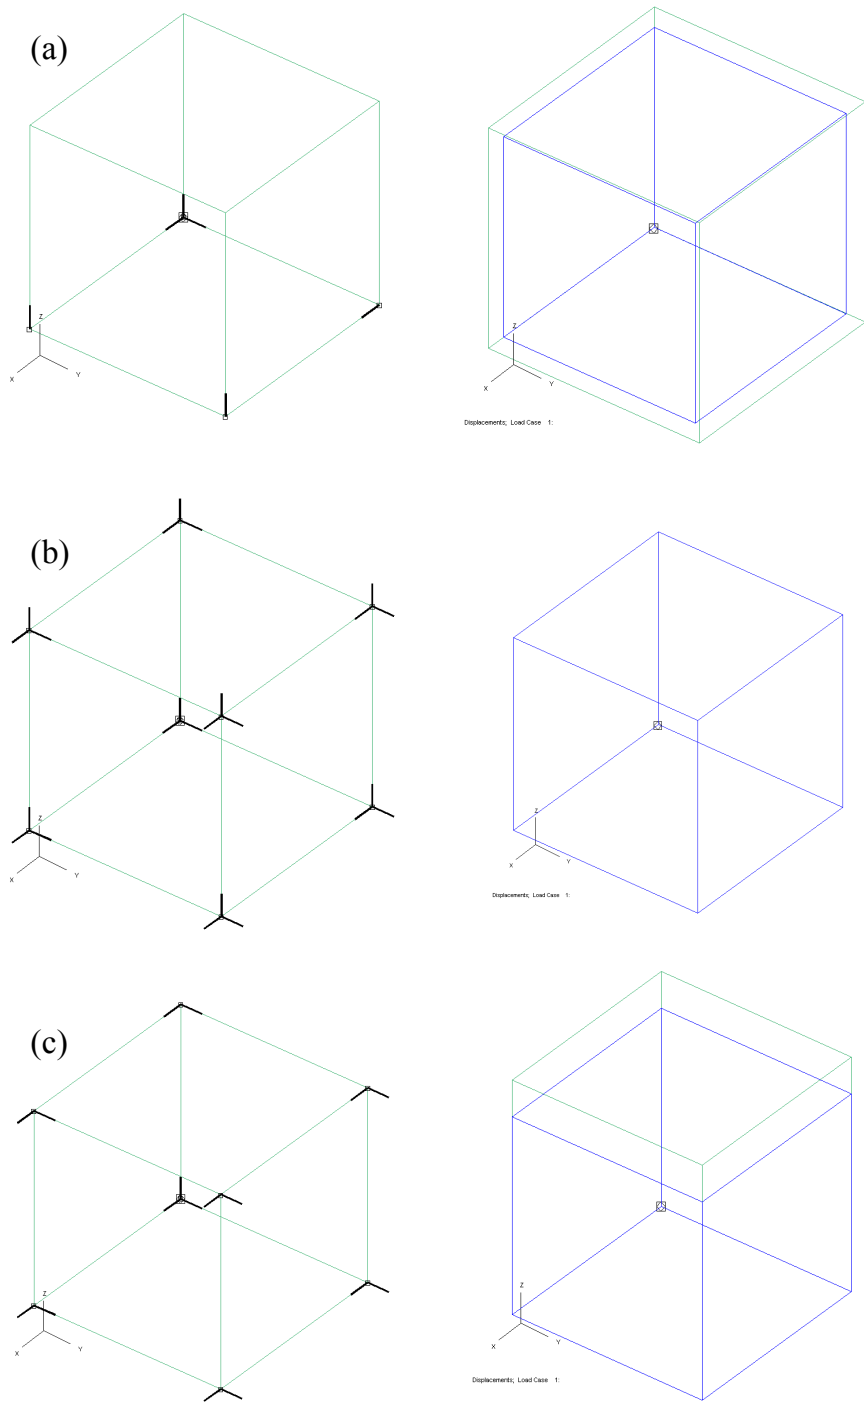 (a)
Z
X
Y
Z
X
Y
Displacements; Load Case 1:
(b)
Z
X
Y
Z
X
Y
Displacements; Load Case 1:
(c)
Z
X
Y
Z
X
Y
Displacements; Load Case 1: